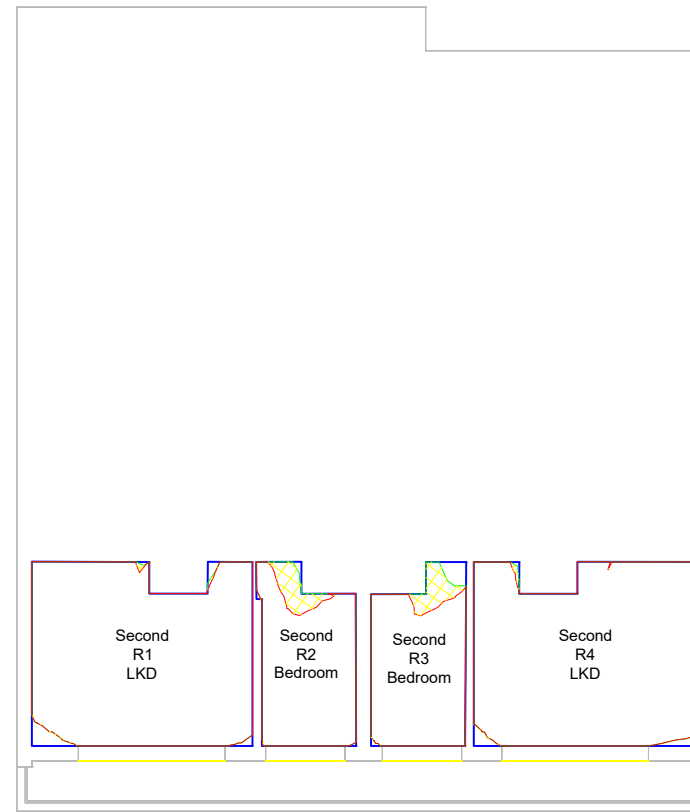 Second
R1
LKD
Second
R2
Bedroom
Second
R3
Bedroom
Second
R4
LKD